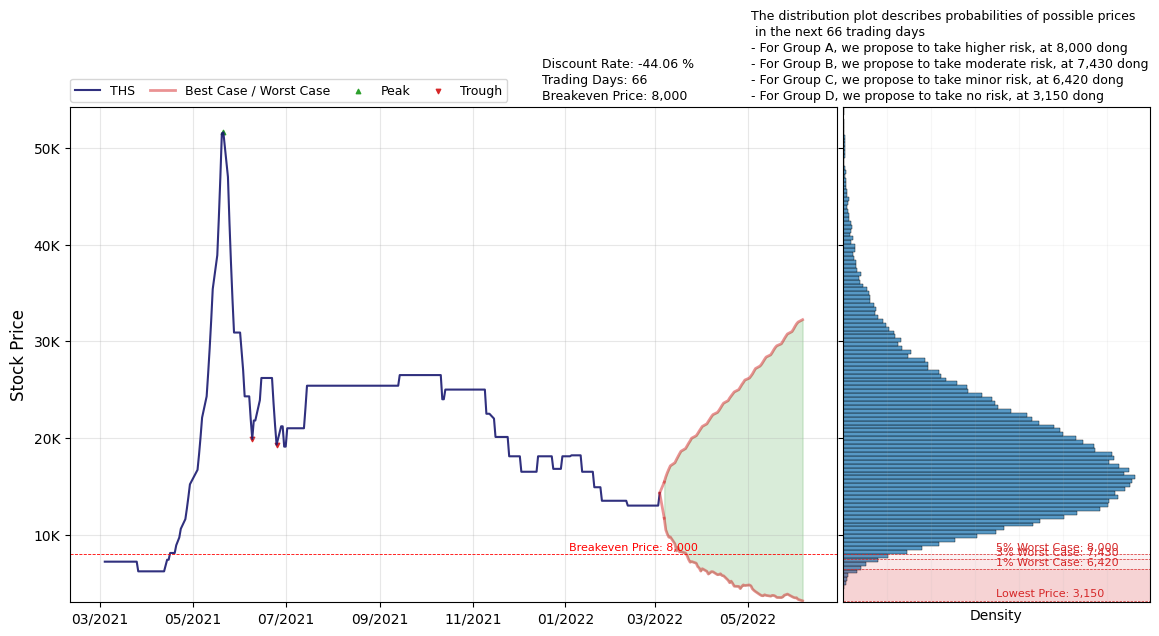 The distribution plot describes probabilities of possible prices
in the next 66 trading days
- For Group A, we propose to take higher risk, at 8,000 dong
- For Group B, we propose to take moderate risk, at 7,430 dong
- For Group C, we propose to take minor risk, at 6,420 dong
- For Group D, we propose to take no risk, at 3,150 dong
Discount Rate: -44.06 %
Trading Days: 66
Breakeven Price: 8,000
THS
Best Case / Worst Case
Peak
Trough
Stock Price
50K
40K
30K
20K
10K
Breakeven Price: 8,000
5% Worst Case: 8,000
3% Worst Case: 7,430
1% Worst Case: 6,420
Lowest Price: 3,150
03/2021
05/2021
07/2021
09/2021
11/2021
01/2022
03/2022
05/2022
Density